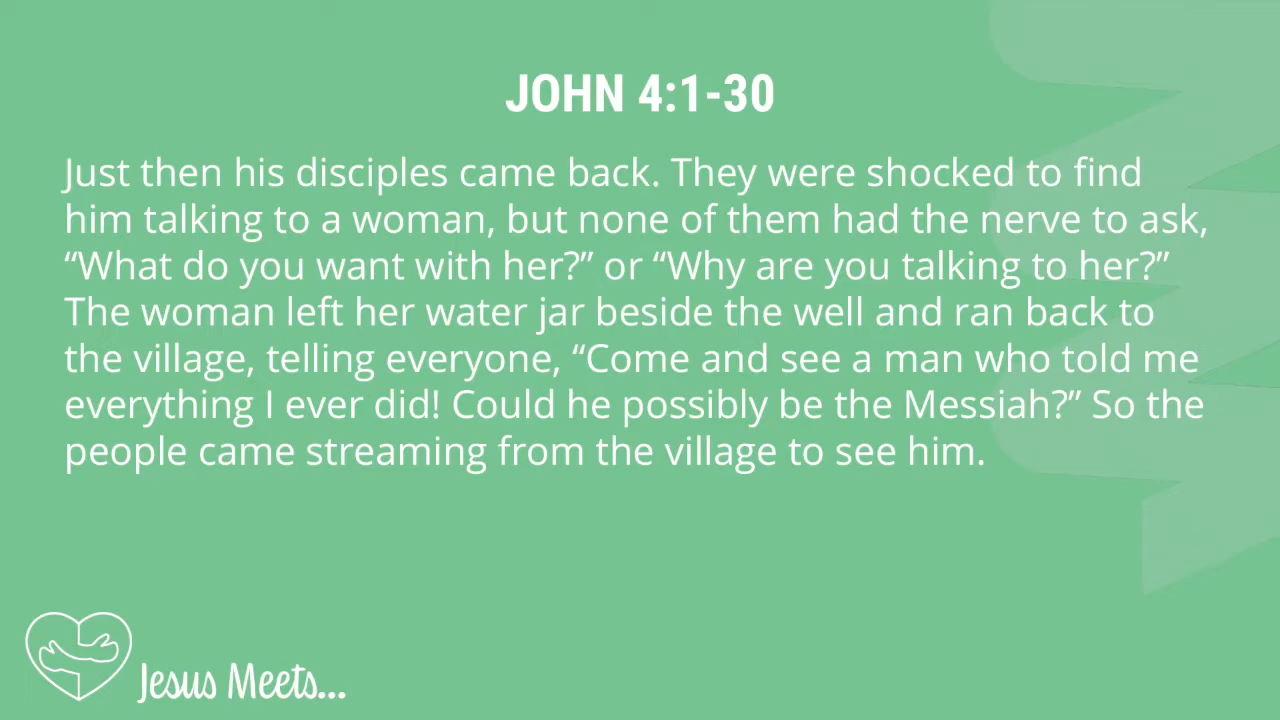 JOHN 4:1-30
Just then his disciples came back. They were shocked to find
him talking to a woman, but none of them had the nerve to ask,
“What do you want with her?” or “Why are you talking to her?”
The woman left her water jar beside the well and ran back to
the village, telling everyone, “Come and see a man who told me
everything I ever did! Could he possibly be the Messiah?” So the
people came streaming from the village to see him.
Jesus Meets...